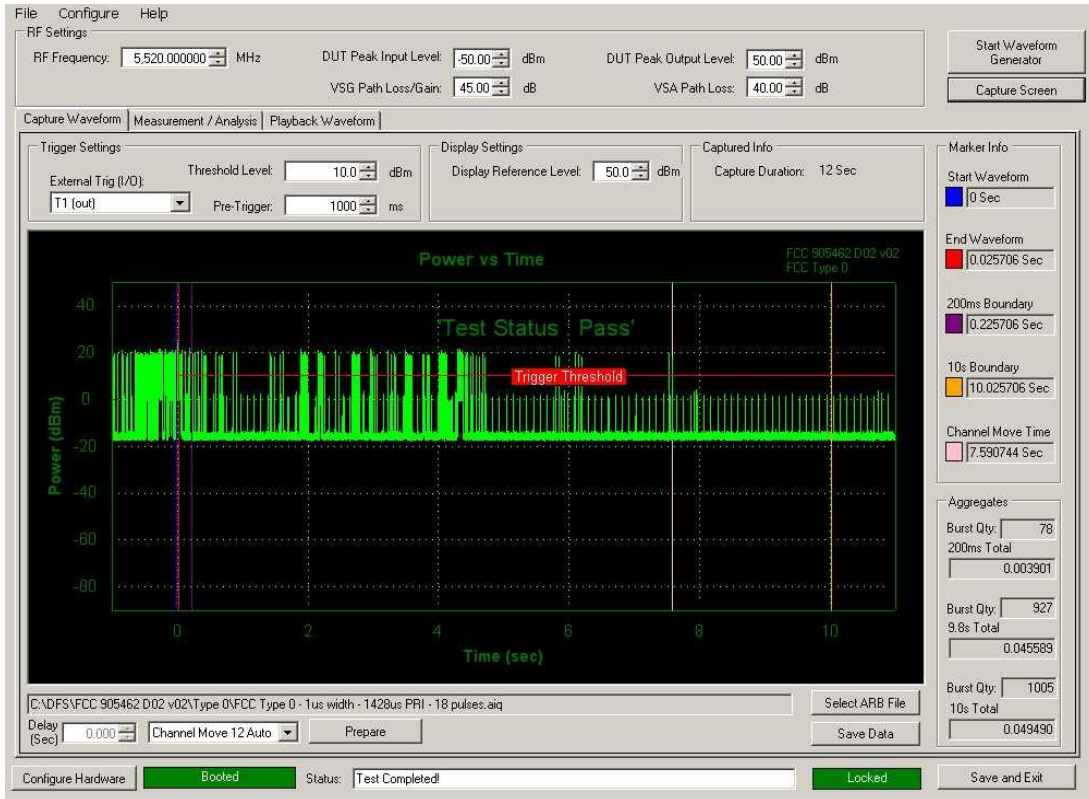 File Configure Help
RF Settings
RF Frequency: 5,520.000000 MHz
DUT Peak Input Level: -50.00 dBm
DUT Peak Output Level: 50.00 dBm
VSG Path Loss/Gain: 45.00 dB
VSA Path Loss: 40.00 dB
Start Waveform Generator
Capture Screen
Capture Waveform Measurement / Analysis Playback Waveform
Trigger Settings
External Trig (I/O):
T1 (out)
Threshold Level: 10.0 dBm
Pre-Trigger: 1000 ms
Display Settings
Display Reference Level: 50.0 dBm
Captured Info
Capture Duration: 12 Sec
Power vs Time
FCC 905462 D02 v02
FCC Type 0
'Test Status : Pass'
Trigger Threshold
Power (dBm)
40
20
0
-20
-40
-60
-80
0 2 4 6 8 10
Time (sec)
Marker Info
Start Waveform
0 Sec
End Waveform
0.025706 Sec
200ms Boundary
0.225706 Sec
10s Boundary
10.025706 Sec
Channel Move Time
7.590744 Sec
Aggregates
Burst Qty: 78
200ms Total
0.003901
Burst Qty: 927
9.8s Total
0.045589
Burst Qty: 1005
10s Total
0.049490
C:\DFS\FCC 905462 D02 v02\Type 0\FCC Type 0 - 1us width - 1428us PRI - 18 pulses.aiq
Select ARB File
Delay (Sec) 0.000
Channel Move 12 Auto
Prepare
Save Data
Configure Hardware
Booted
Status: Test Completed!
Locked
Save and Exit